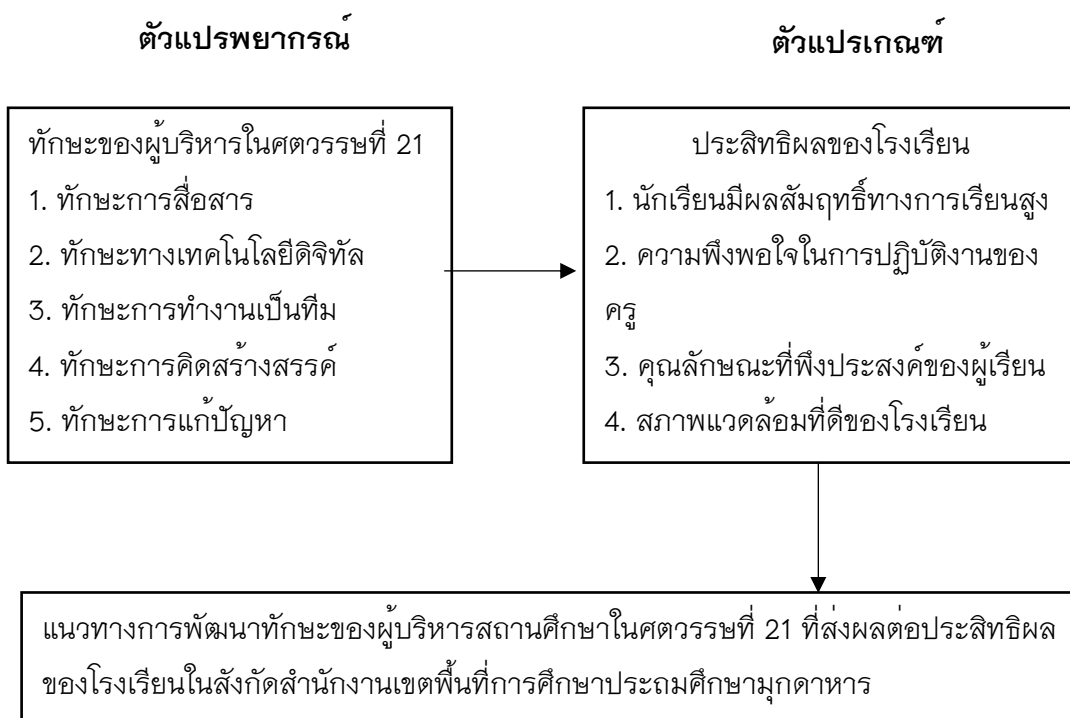 ตัวแปรพยากรณ์
ตัวแปรเกณฑ์
ทักษะของผู้บริหารในศตวรรษที่ 21
1. ทักษะการสื่อสาร
2. ทักษะทางเทคโนโลยีดิจิทัล
3. ทักษะการทำงานเป็นทีม
4. ทักษะการคิดสร้างสรรค์
5. ทักษะการแก้ปัญหา
ประสิทธิผลของโรงเรียน
1. นักเรียนมีผลสัมฤทธิ์ทางการเรียนสูง
2. ความพึงพอใจในการปฏิบัติงานของ
ครู
3. คุณลักษณะที่พึงประสงค์ของผู้เรียน
4. สภาพแวดล้อมที่ดีของโรงเรียน
แนวทางการพัฒนาทักษะของผู้บริหารสถานศึกษาในศตวรรษที่ 21 ที่ส่งผลต่อประสิทธิผล
ของโรงเรียนในสังกัดสำนักงานเขตพื้นที่การศึกษาประถมศึกษามุกดาหาร